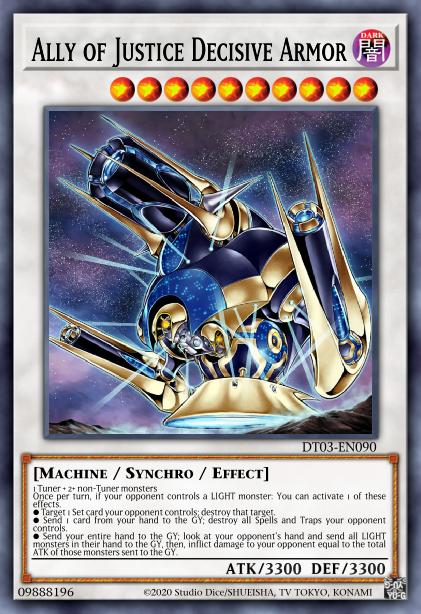 ALLY OF JUSTICE DECISIVE ARMOR
DARK
闇
DT03-EN090
[MACHINE / SYNCHRO / EFFECT]
1 Tuner + 2+ non-Tuner monsters
Once per turn, if your opponent controls a LIGHT monster: You can activate 1 of these
effects.
● Target 1 Set card your opponent controls; destroy that target.
● Send 1 card from your hand to the GY; destroy all Spells and Traps your opponent
controls.
● Send your entire hand to the GY; look at your opponent's hand and send all LIGHT
monsters in their hand to the GY, then, inflict damage to your opponent equal to the total
ATK of those monsters sent to the GY.
ATK/3300 DEF/3300
09888196
©2020 Studio Dice/SHUEISHA, TV TOKYO, KONAMI